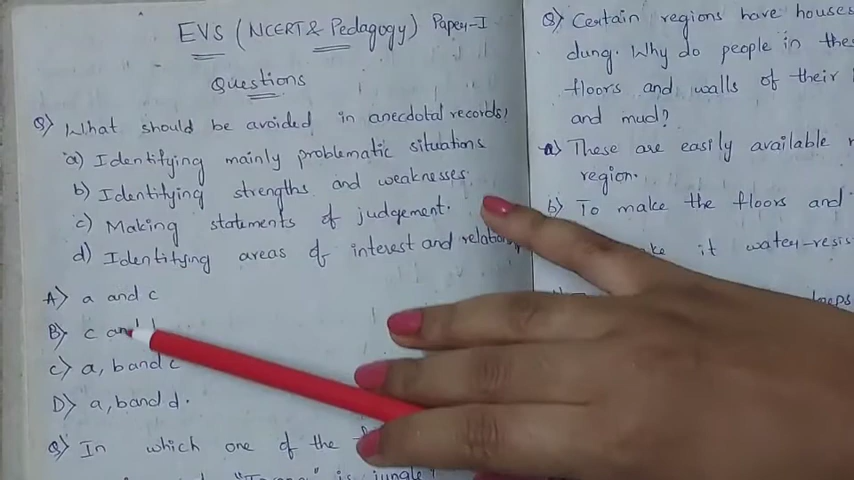 EVS (NCERT & Pedagogy) Paper-I
Questions
Q) What should be avoided in anecdotal records?
a) Identifying mainly problematic situations
b) Identifying strengths and weaknesses.
c) Making statements of judgement.
d) Identifying areas of interest and
A) a and c
B) c and
C) a, b and c
D) a, b and d.
Q) In which one of the
is jungle?
Q) Certain regions have houses
dung. Why do people in
floors and walls of their
and mud?
a) These are easily available
region.
b) To make the floors and
it water-resis